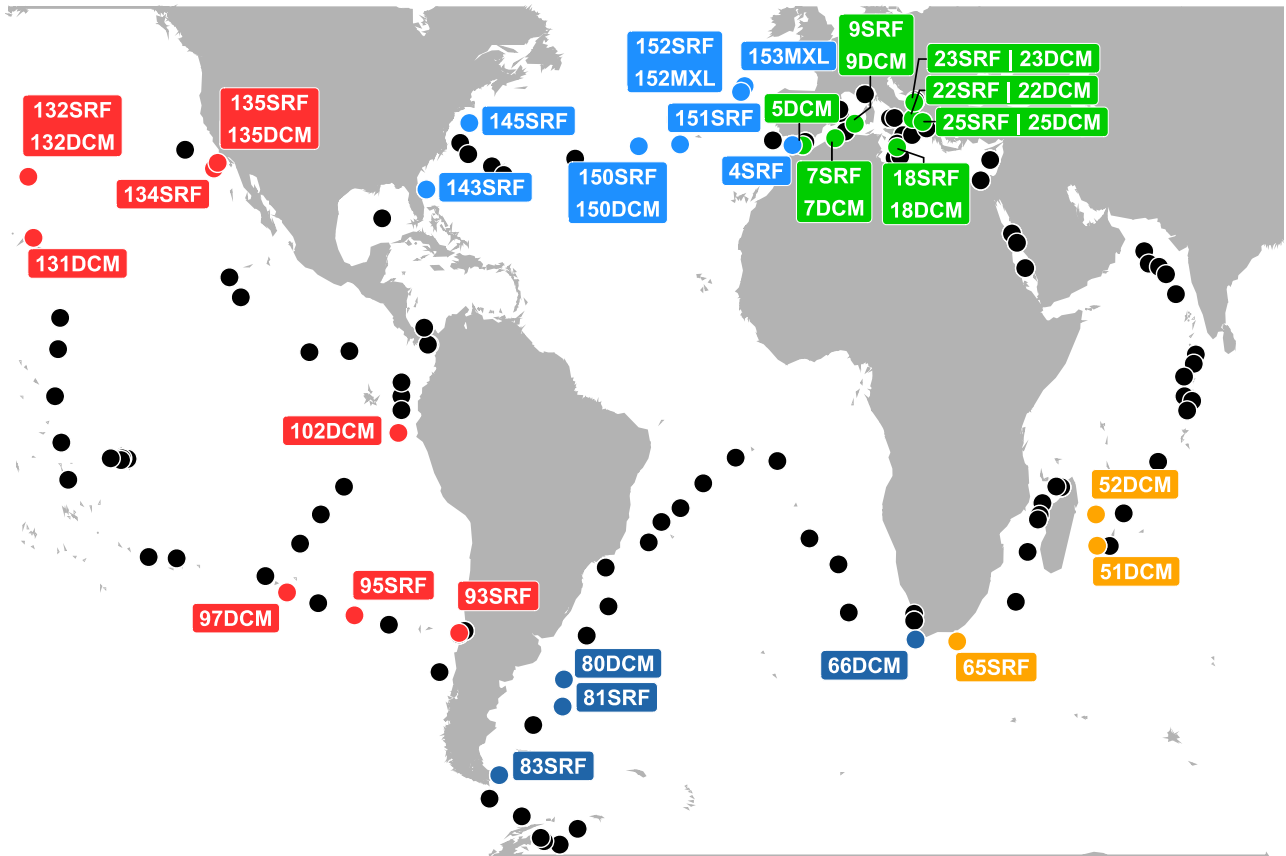 9SRF
9DCM
152SRF
152MXL
153MXL
23SRF | 23DCM
22SRF | 22DCM
25SRF | 25DCM
132SRF
132DCM
135SRF
135DCM
5DCM
145SRF
151SRF
4SRF
134SRF
143SRF
150SRF
150DCM
7SRF
7DCM
18SRF
18DCM
131DCM
102DCM
52DCM
51DCM
95SRF
93SRF
97DCM
80DCM
81SRF
66DCM
65SRF
83SRF